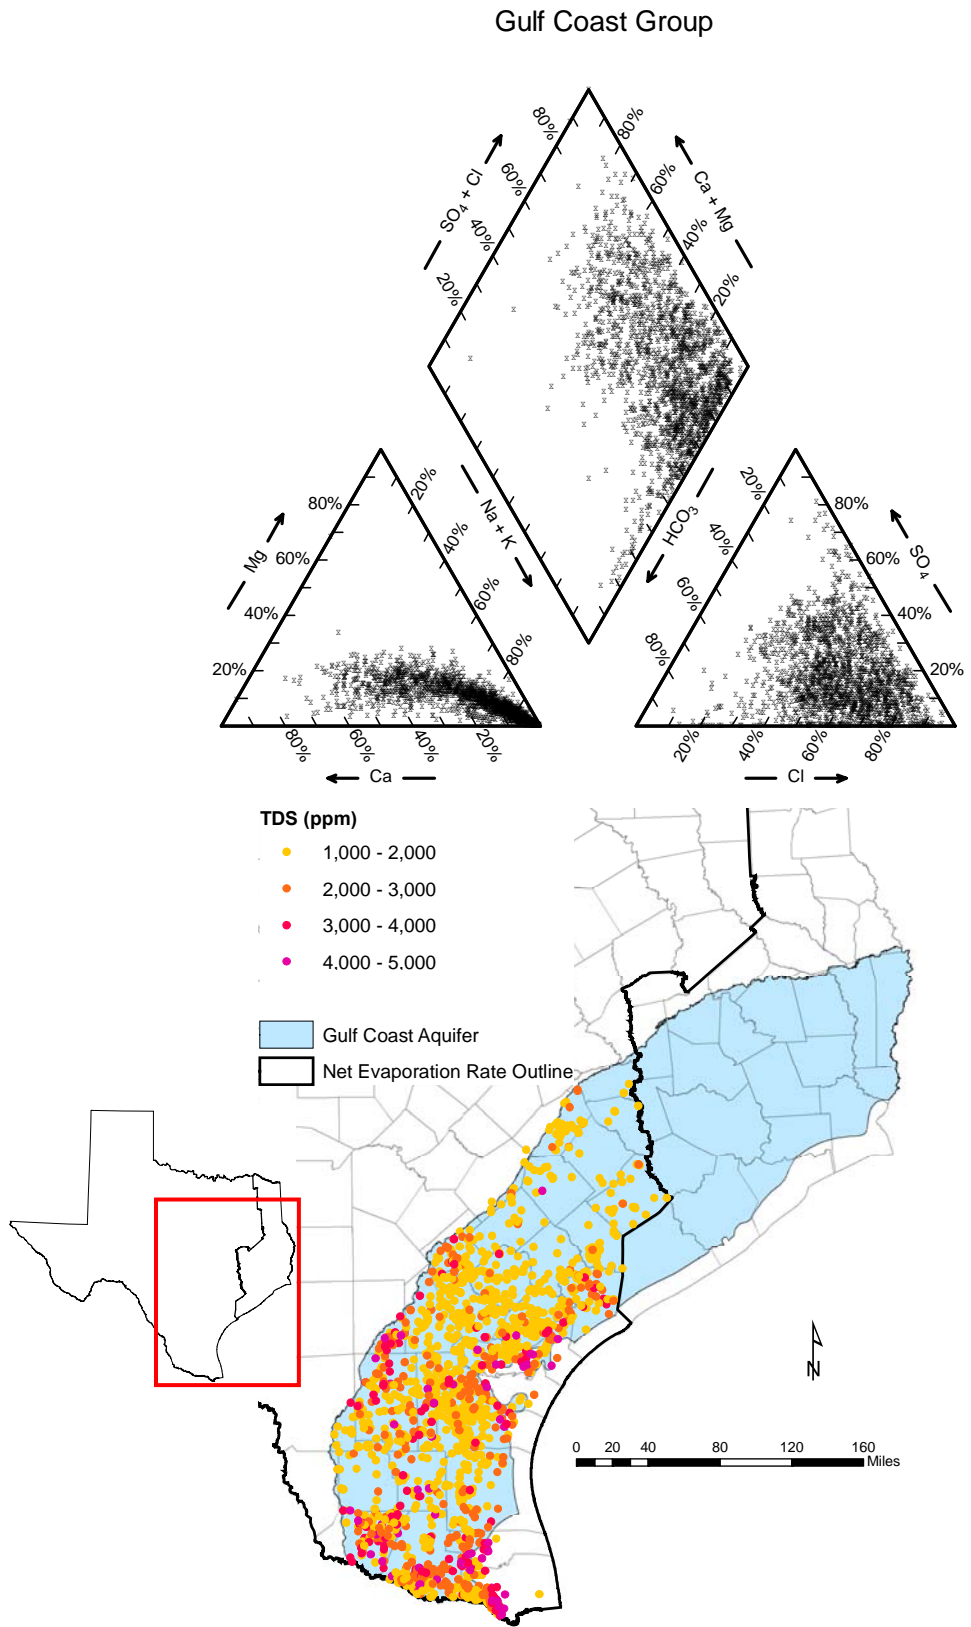 Gulf Coast Group
80%
80%
SO4 + Cl
Ca + Mg
60%
60%
40%
40%
20%
20%
Mg
20%
Na + K
HCO3
20%
SO4
80%
40%
40%
80%
60%
60%
60%
60%
40%
80%
80%
40%
20%
20%
80%
60%
40%
20%
20%
40%
60%
80%
Ca
Cl
TDS (ppm)
1,000 - 2,000
2,000 - 3,000
3,000 - 4,000
4.000 - 5.000
Gulf Coast Aquifer
Net Evaporation Rate Outline
N
0 20 40 80 120 160
Miles